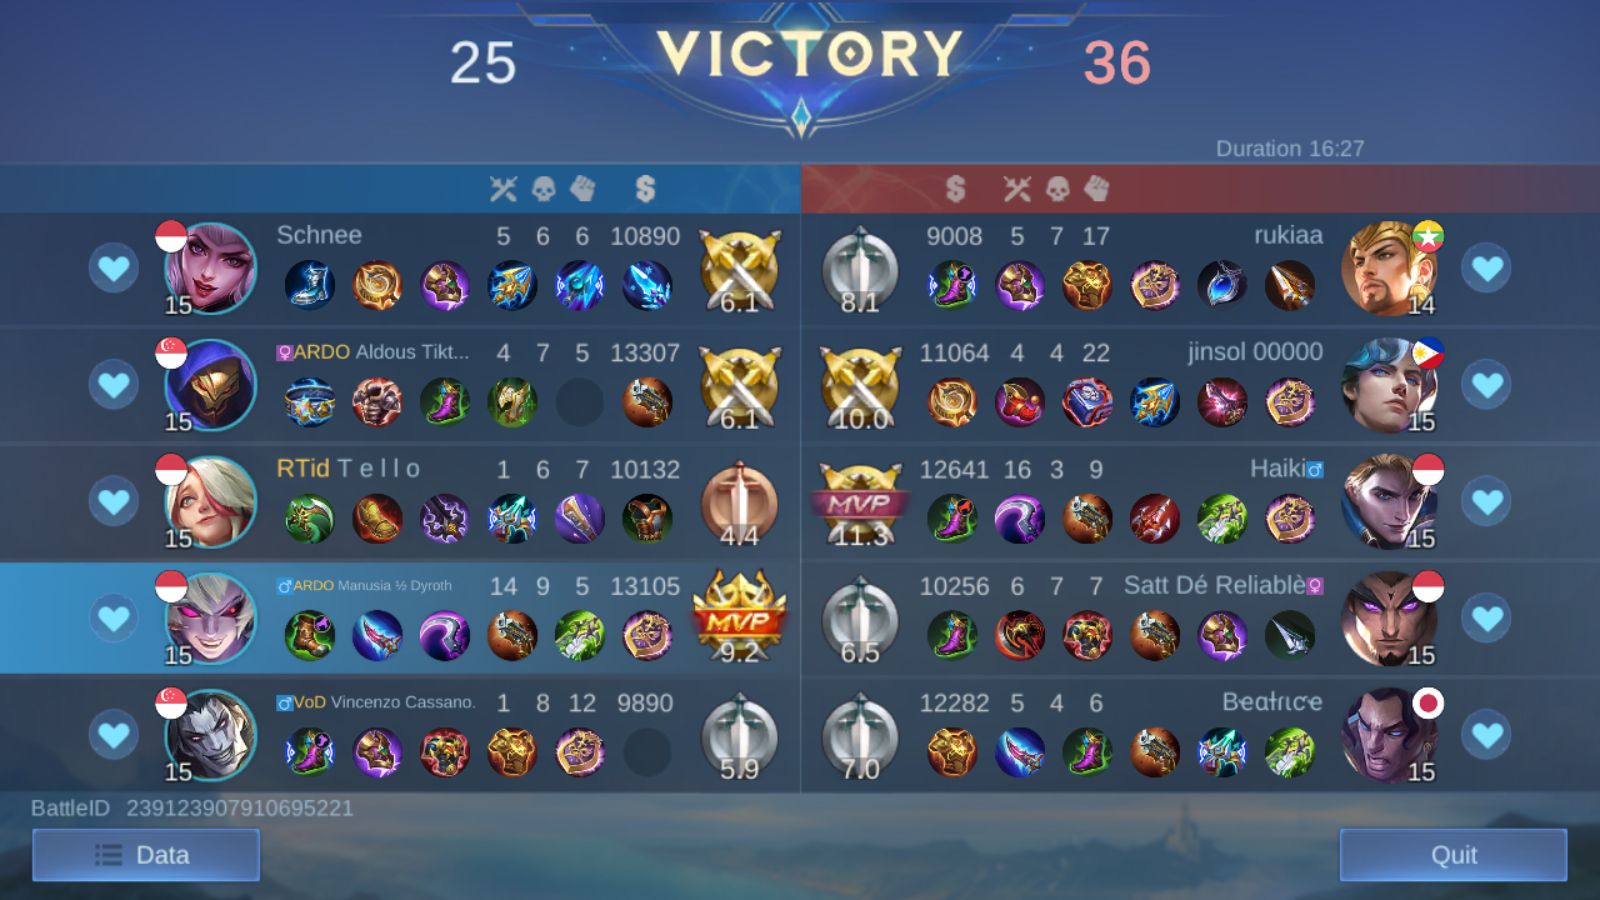 25 VICTORY 36
Duration 16:27
Schnee 5 6 6 10890
15 6.1
9008 5 7 17 rukiaa
8.1 14
ARDO Aldous Tikt... 4 7 5 13307
15 6.1
11064 4 4 22 jinsol 00000
10.0 15
RTid T e l l o 1 6 7 10132
15 4.4
12641 16 3 9 Haiki♂
MVP
11.3 15
♂ARDO Manusia ½ Dyroth 14 9 5 13105
MVP
15 9.2
10256 6 7 7 Satt Dé Reliablè♀
6.5 15
♂VoD Vincenzo Cassano. 1 8 12 9890
15 5.9
12282 5 4 6
7.0 15
BattleID 239123907910695221
Data
Quit